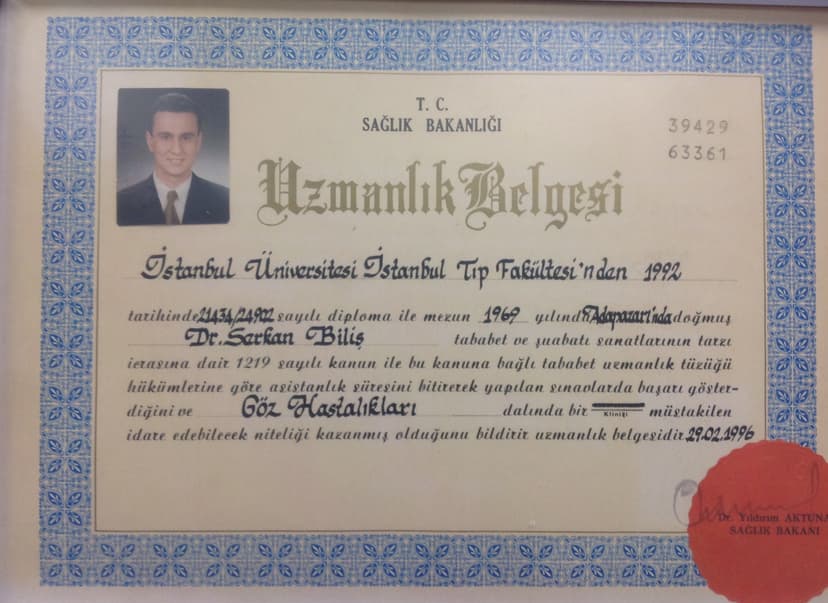 T. C.
SAĞLIK BAKANLIĞI
39429
63361
Uzmanlık Belgesi
İstanbul Üniversitesi İstanbul Tıp Fakültesi'nden 1992
tarihinde 21434/24902 sayılı diploma ile mezun 1969 yılında Adapazarı'nda doğmuş
Dr. Serkan Biliş tababet ve şuabatı sanatlarının tarzı
icrasına dair 1219 sayılı kanun ile bu kanuna bağlı tababet uzmanlık tüzüğü
hükümlerine göre asistanlık süresini bitirerek yapılan sınavlarda başarı göster-
diğini ve Göz Hastalıkları dalında bir Kliniği müstakilen
idare edebilecek niteliği kazanmış olduğunu bildirir uzmanlık belgesidir. 29.02.1996
Dr. Yıldırım AKTUNA
SAĞLIK BAKANI